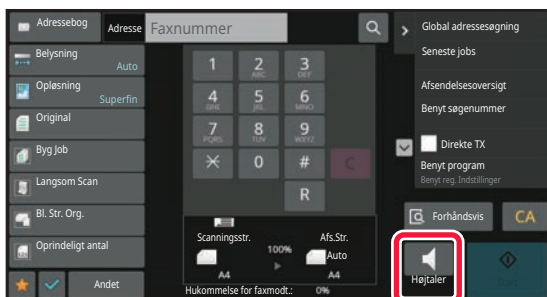 Adressebog
Adresse
Faxnummer
Belysning
Auto
Opløsning
Superfin
Original
Byg Job
Langsom Scan
Bl. Str. Org.
Oprindeligt antal
Andet
1
2
ABC
3
DEF
4
GHI
5
JKL
6
MNO
7
PQRS
8
TUV
9
WXYZ
0
#
C
R
Scanningsstr.
100%
Afs.Str.
Auto
A4
A4
Hukommelse for faxmodt.: 0%
Global adressesøgning
Seneste jobs
Afsendelsesoversigt
Benyt søgenummer
Direkte TX
Benyt program
Benyt reg. Indstillinger
Forhåndsvis
CA
Højtaler
Start